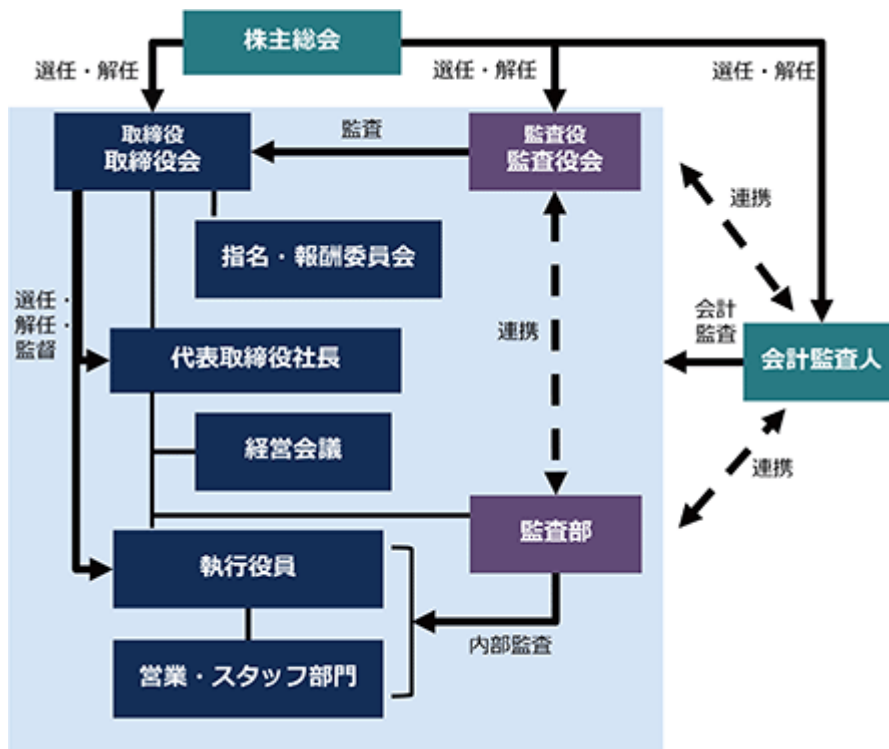 株主総会
選任・解任
選任・解任
選任・解任
取締役
取締役会
監査
監査役
監査役会
連携
指名・報酬委員会
選任・
解任・
監督
代表取締役社長
連携
会計
監査
会計監査人
経営会議
連携
監査部
執行役員
内部監査
営業・スタッフ部門